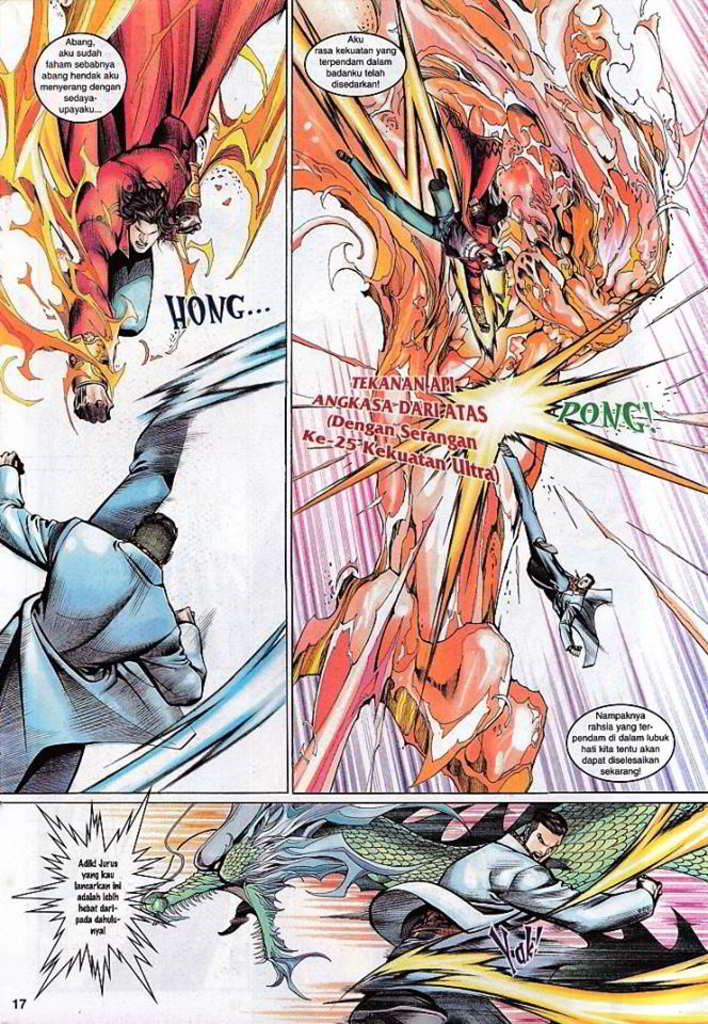 Abang,
aku sudah
faham sebabnya
abang hendak aku
menyerang dengan
sedaya-
upayaku...
HONG...
Aku
rasa kekuatan yang
terpendam dalam
badanku telah
disedarkan!
TEKANAN API
ANGKASA DARI ATAS
(Dengan Serangan
Ke-25 Kekuatan Ultra)
PONG!
Nampaknya
rahsia yang ter-
pendam di dalam lubuk
hati kita tentu akan
dapat diselesaikan
sekarang!
Adik! Jurus
yang kau
lancarkan ini
adalah lebih
hebat dari-
pada dahulu-
nya!
Yiak!
17